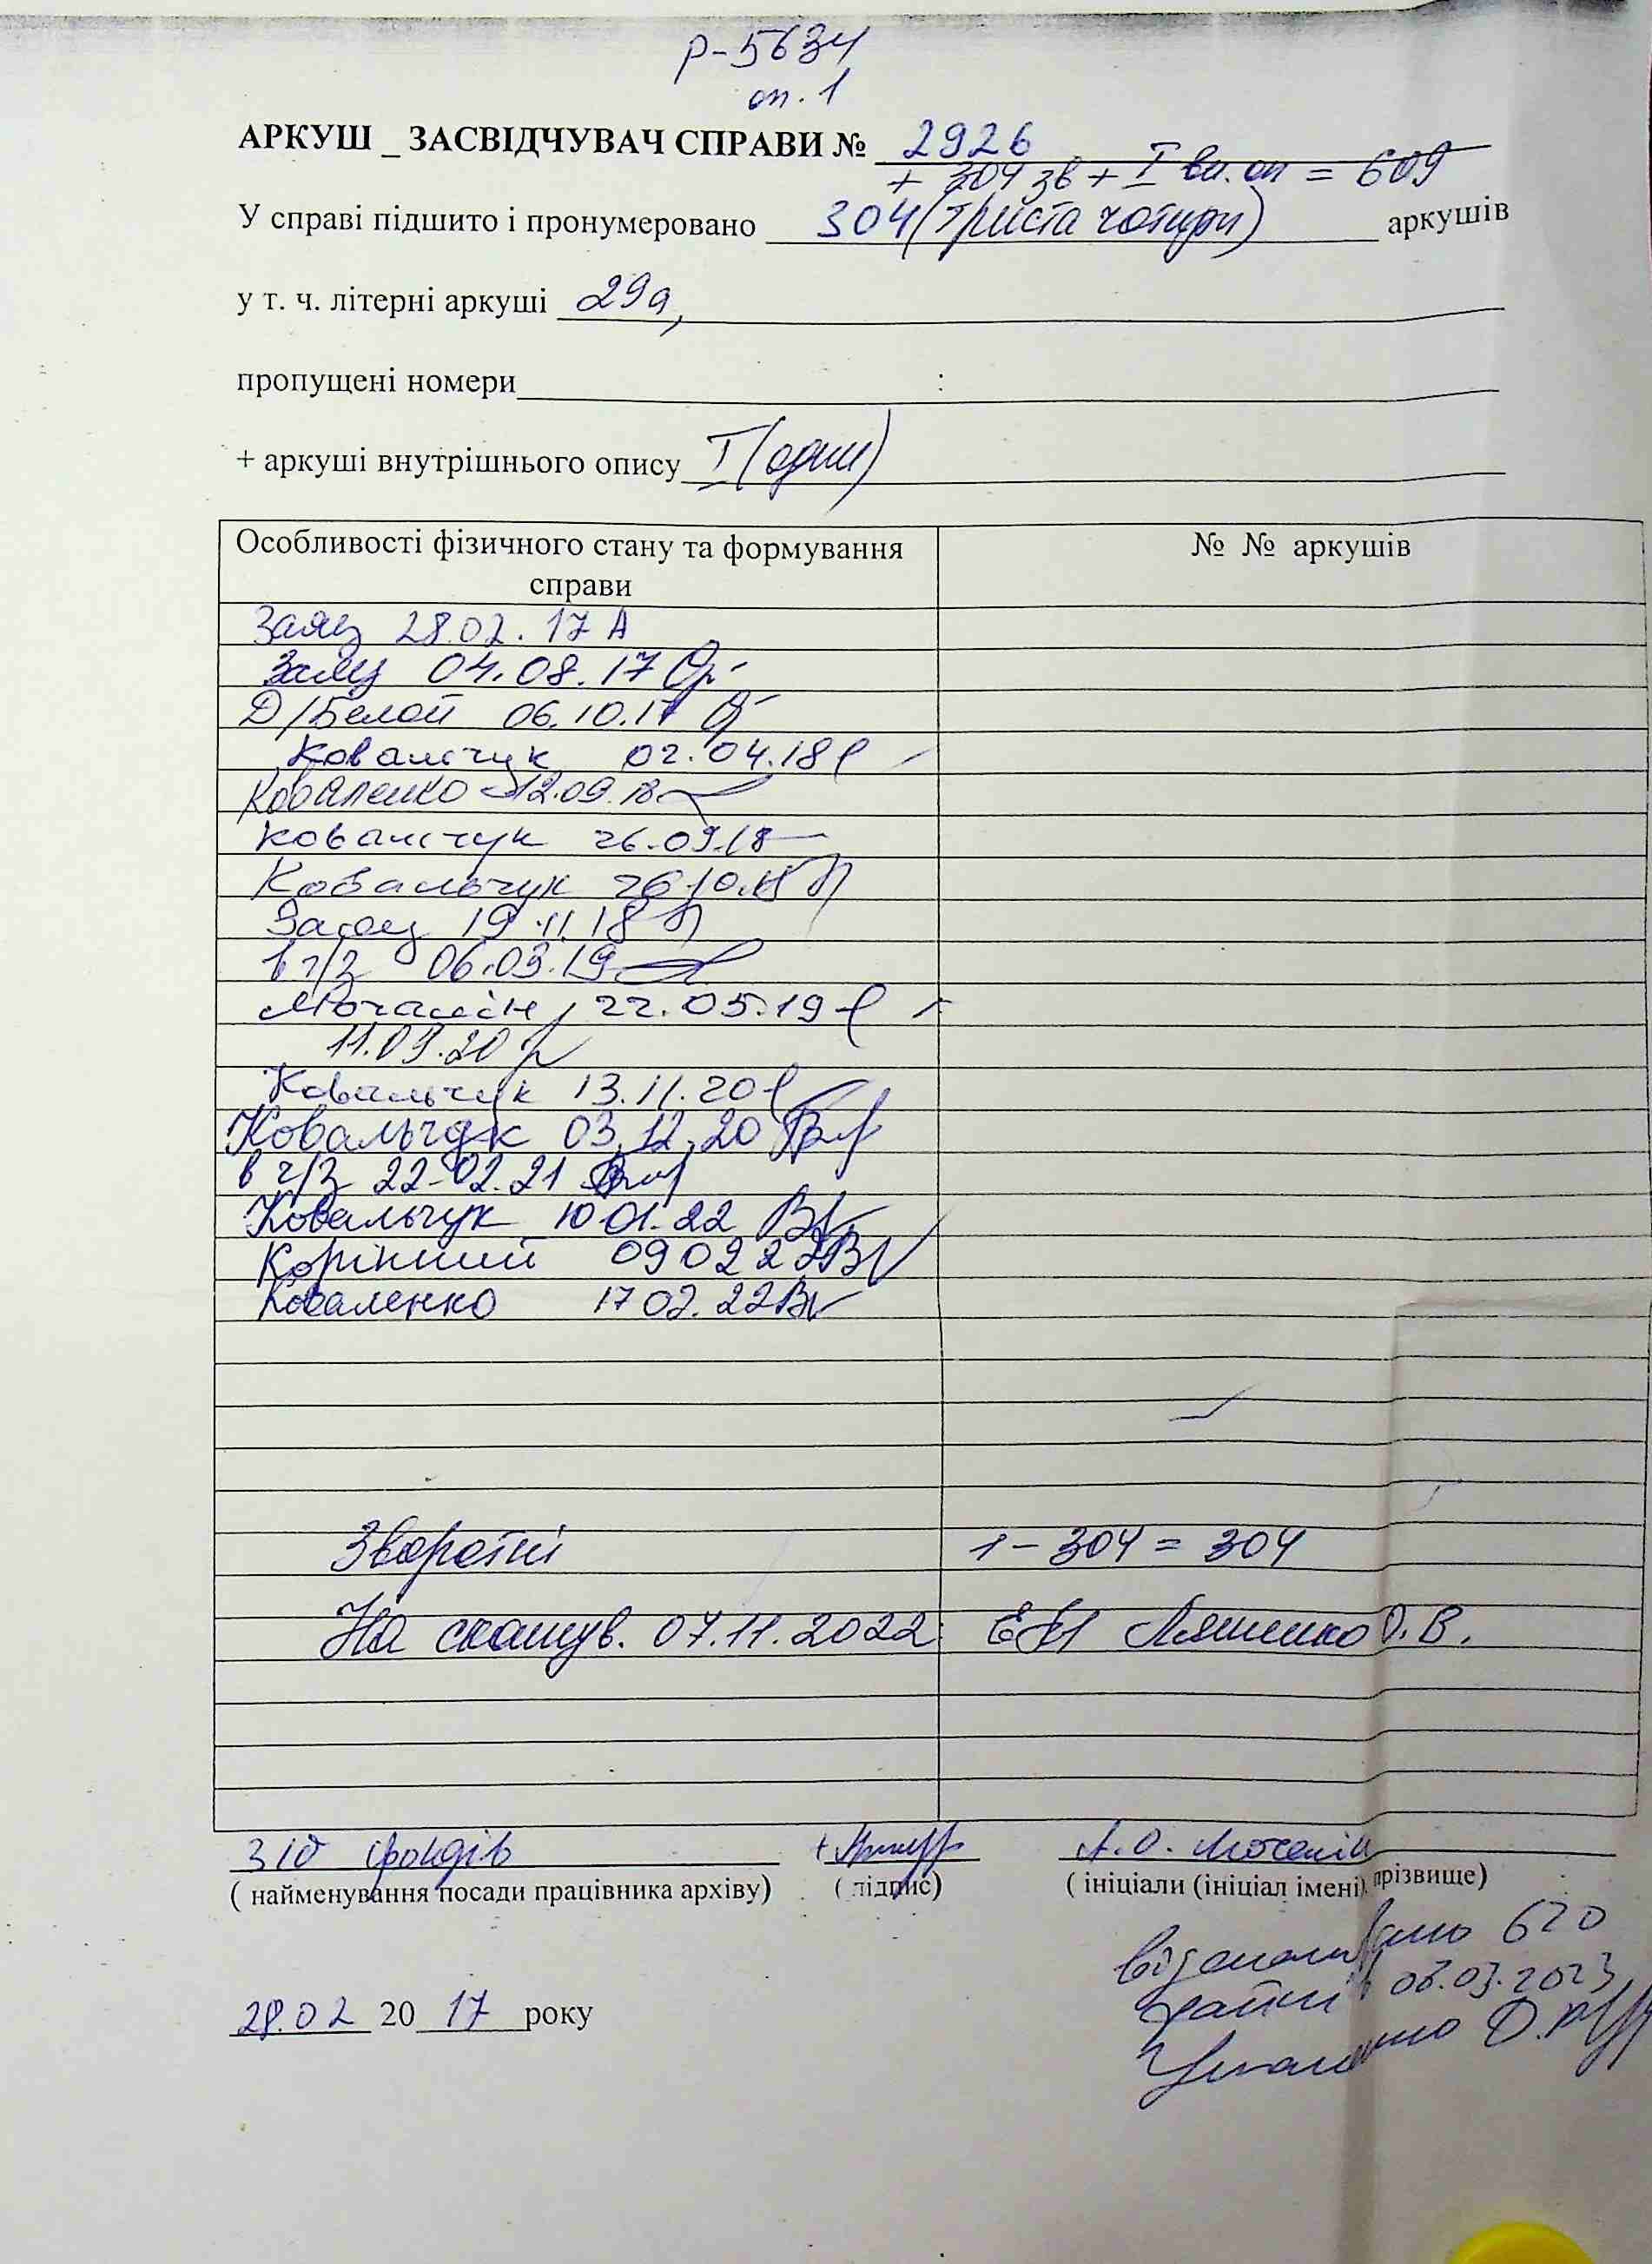 Р-5634
оп. 1
АРКУШ _ ЗАСВІДЧУВАЧ СПРАВИ № 2926
+ 304 зв + I вн. оп = 609
У справі підшито і пронумеровано 304 (триста чотири) аркушів
у т. ч. літерні аркуші 29а,
пропущені номери
+ аркуші внутрішнього опису I (один)
Особливості фізичного стану та формування справи № № аркушів
Заяц 28.02.17
Заяц 04.08.17
Д/Белой 06.10.17
Ковальчук 02.04.18
Коваленко 12.09.18
Ковальчук 26.09.18
Ковальчук 26.10.18
Заяц 19.11.18
в ч/з 06.03.19
22.05.19
11.09.20
Ковальчук 13.11.20
Ковальчук 03.12.20
в ч/з 22.02.21
Ковальчук 10.01.22
Корінний 09 02 22
Коваленко 17 02.22
Зворотні 1-304 = 304
На сканув. 07.11.2022 Ляшенко О.В.
фондів А.О.
( найменування посади працівника архіву) ( підпис) ( ініціали (ініціал імені), прізвище)
відскановано 620
03.2023
28.02 20 17 року